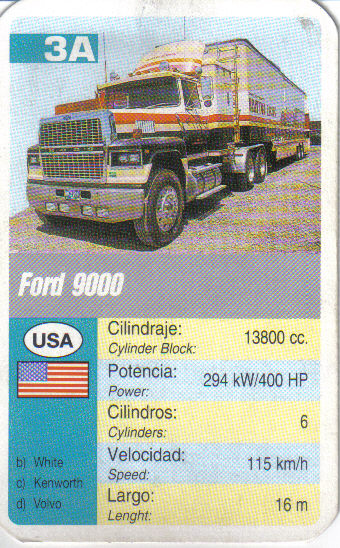 3A
Ford 9000
USA
Cilindraje:
Cylinder Block:
13800 cc.
Potencia:
Power:
294 kW/400 HP
Cilindros:
Cylinders:
6
Velocidad:
Speed:
115 km/h
Largo:
Lenght:
16 m
b) White
c) Kenworth
d) Volvo